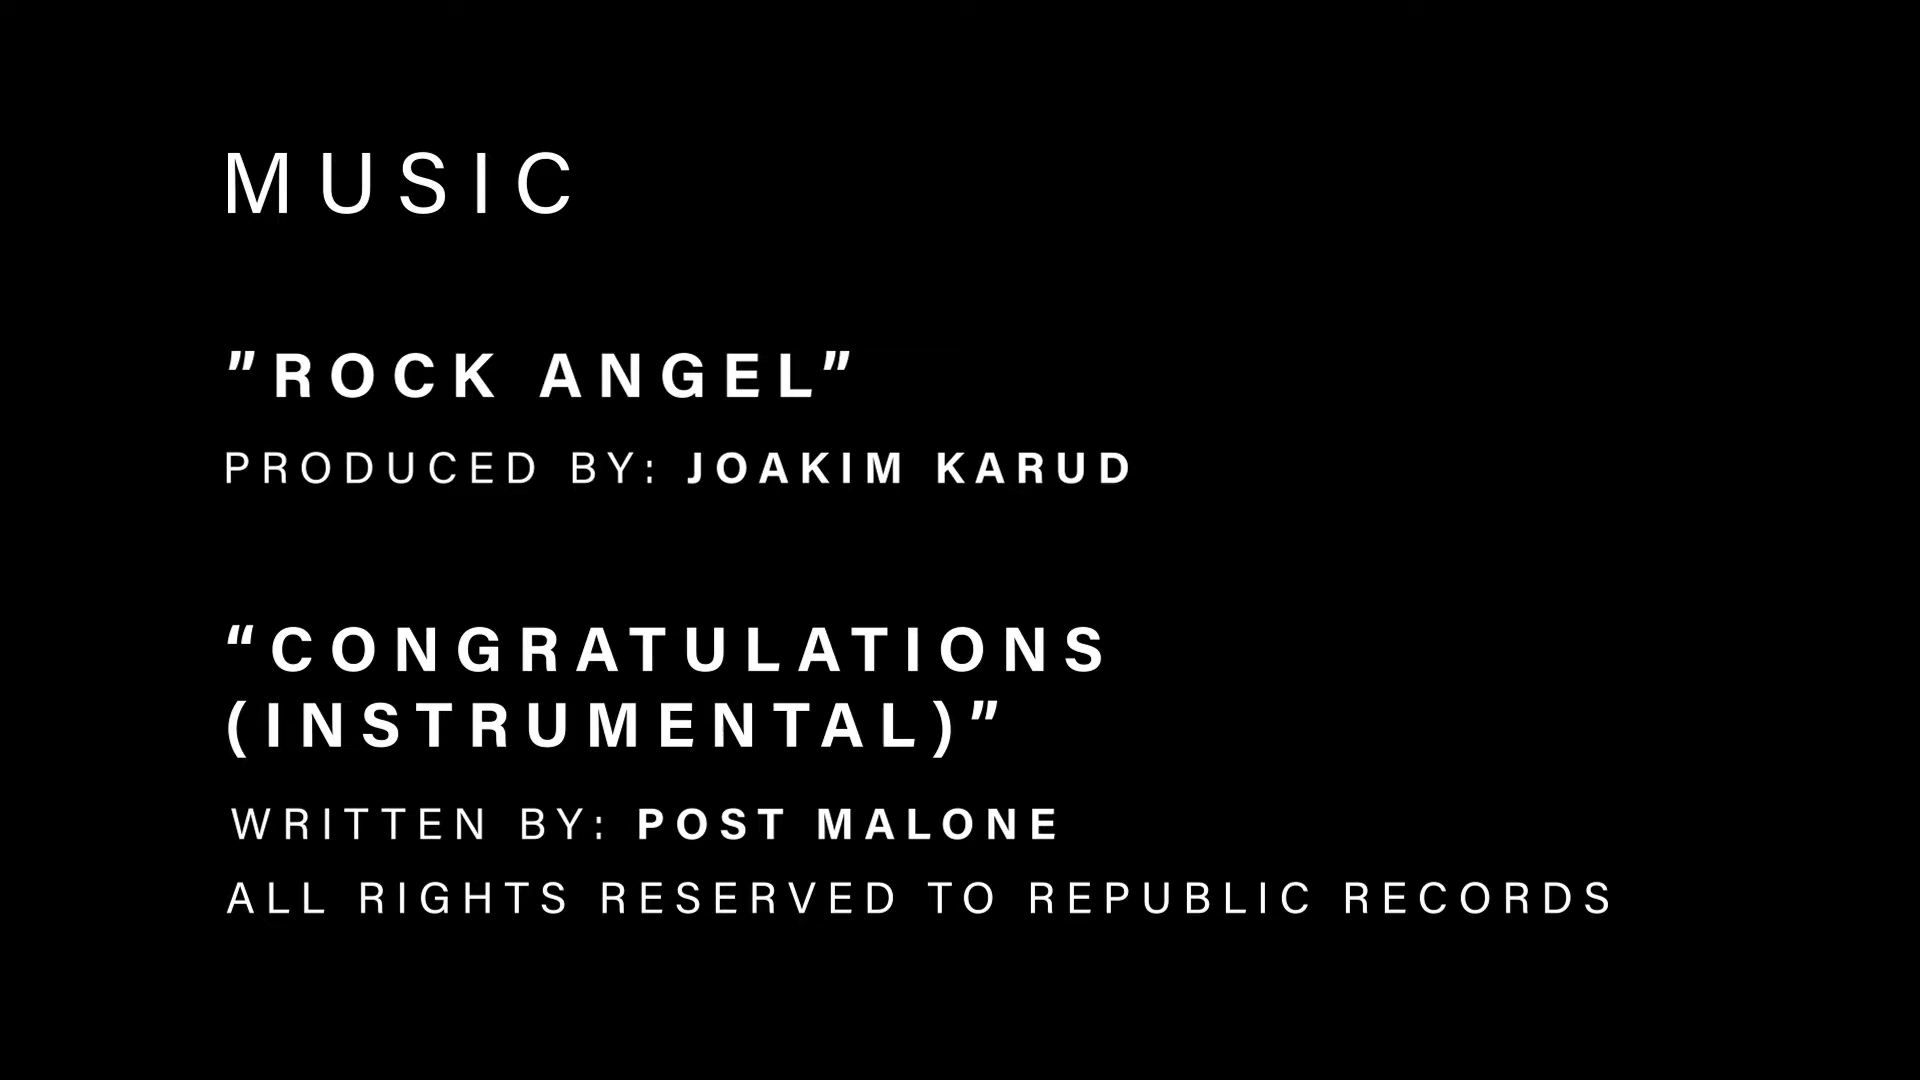 MUSIC
”ROCK ANGEL”
PRODUCED BY: JOAKIM KARUD
“CONGRATULATIONS
(INSTRUMENTAL)”
WRITTEN BY: POST MALONE
ALL RIGHTS RESERVED TO REPUBLIC RECORDS